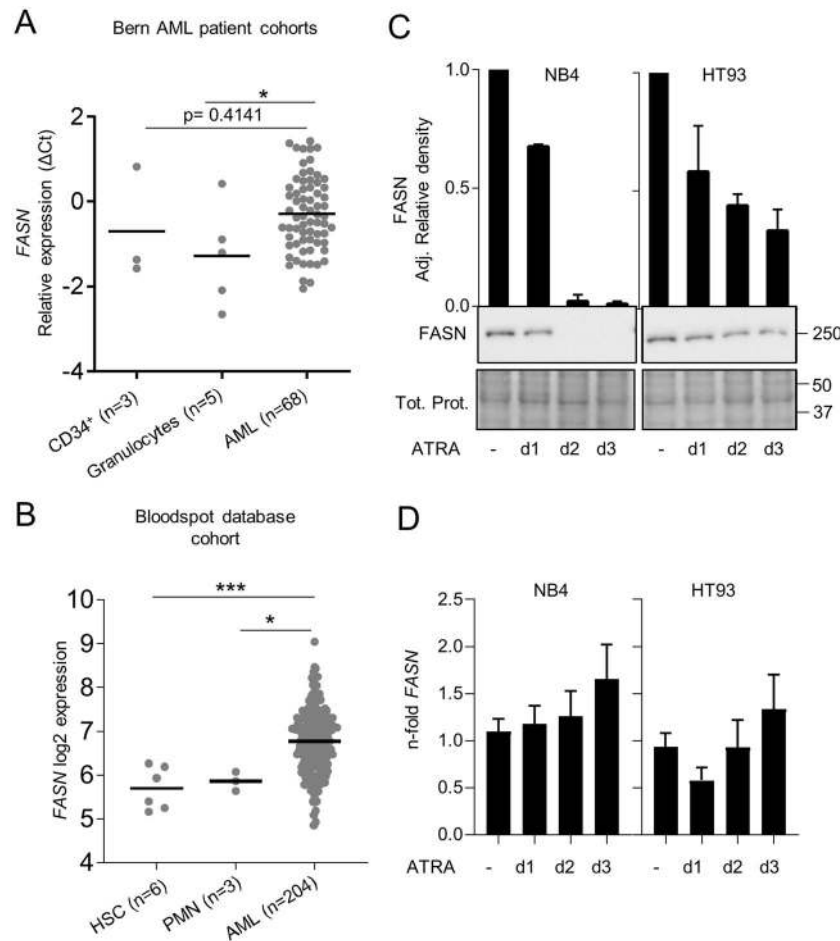 A
Bern AML patient cohorts
*
p= 0.4141
FASN
Relative expression (ΔCt)
2
0
-2
-4
CD34⁺ (n=3)
Granulocytes (n=5)
AML (n=68)
B
Bloodspot database
cohort
***
*
FASN log2 expression
10
9
8
7
6
5
4
HSC (n=6)
PMN (n=3)
AML (n=204)
C
NB4
HT93
FASN
Adj. Relative density
1.0
0.5
0.0
FASN
250
Tot. Prot.
50
37
ATRA - d1 d2 d3 - d1 d2 d3
D
NB4
HT93
n-fold FASN
2.5
2.0
1.5
1.0
0.5
0.0
ATRA - d1 d2 d3 - d1 d2 d3